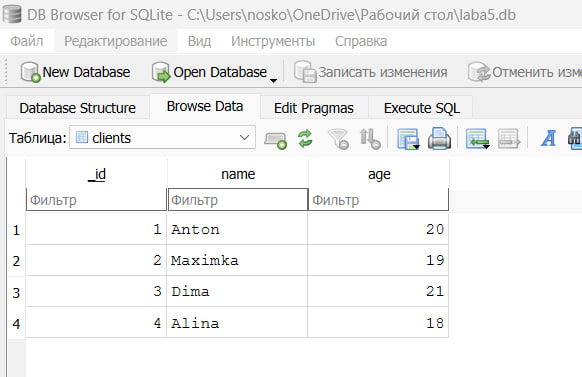 DB Browser for SQLite - C:\Users\nosko\OneDrive\Рабочий стол\laba5.db
Файл Редактирование Вид Инструменты Справка
New Database Open Database Записать изменения Отменить изме
Database Structure Browse Data Edit Pragmas Execute SQL
Таблица: clients A
_id name age
Фильтр Фильтр Фильтр
1 1 Anton 20
2 2 Maximka 19
3 3 Dima 21
4 4 Alina 18